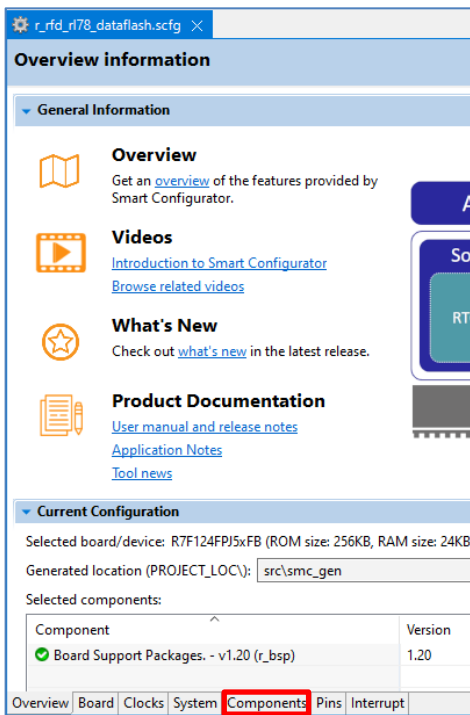 r_rfd_rl78_dataflash.scfg
Overview information
General Information
Overview
Get an overview of the features provided by
Smart Configurator.
Videos
Introduction to Smart Configurator
Browse related videos
What's New
Check out what's new in the latest release.
Product Documentation
User manual and release notes
Application Notes
Tool news
A
So
RT
Current Configuration
Selected board/device: R7F124FPJ5xFB (ROM size: 256KB, RAM size: 24KB
Generated location (PROJECT_LOC\): src\smc_gen
Selected components:
Component Version
Board Support Packages. - v1.20 (r_bsp) 1.20
Overview Board Clocks System Components Pins Interrupt